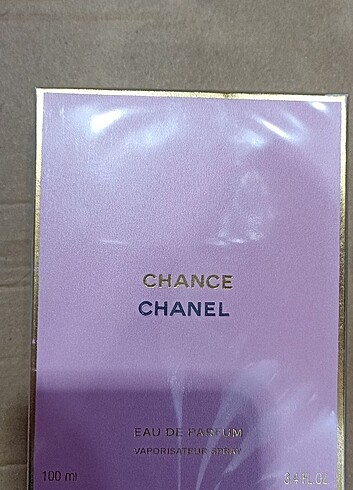 CHANCE
CHANEL
EAU DE PARFUM
VAPORISATEUR SPRAY
100 ml 3.4 FL.OZ